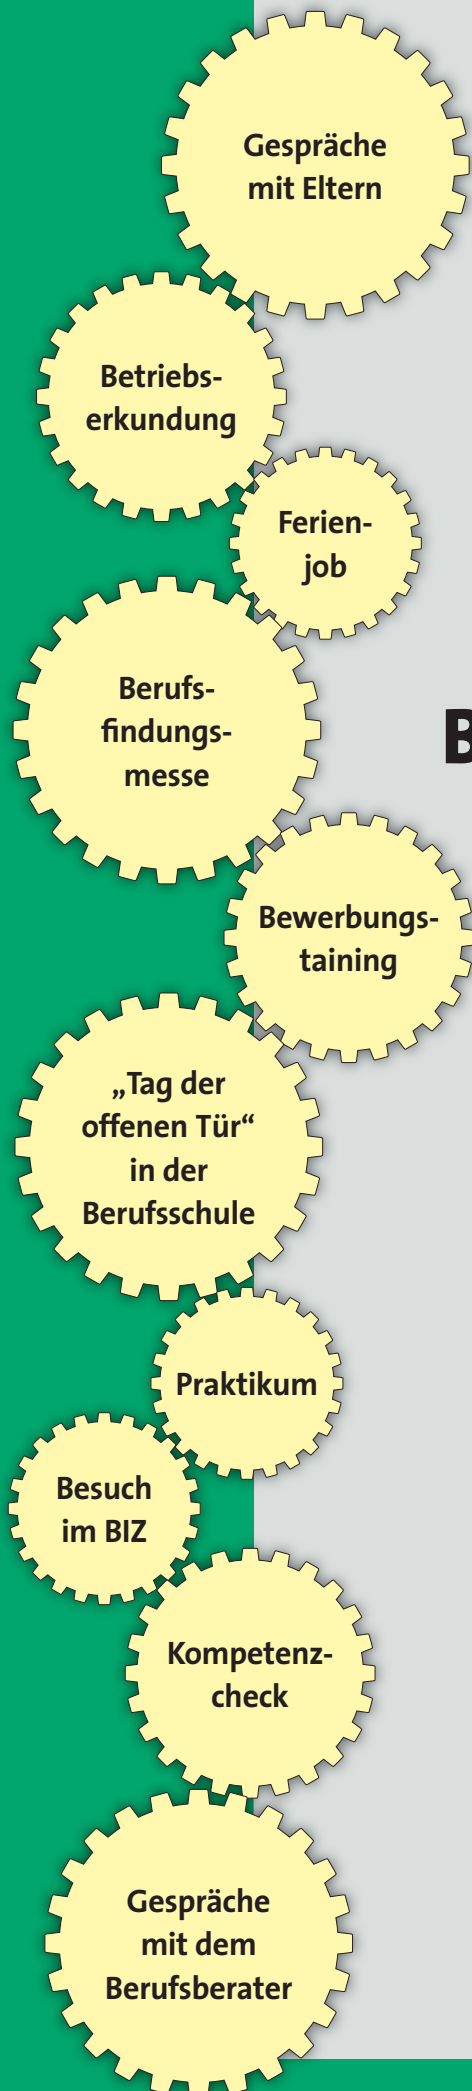 Gespräche
mit Eltern
Betriebs-
erkundung
Ferien-
job
Berufs-
findungs-
messe
B
Bewerbungs-
taining
„Tag der
offenen Tür“
in der
Berufsschule
Praktikum
Besuch
im BIZ
Kompetenz-
check
Gespräche
mit dem
Berufsberater